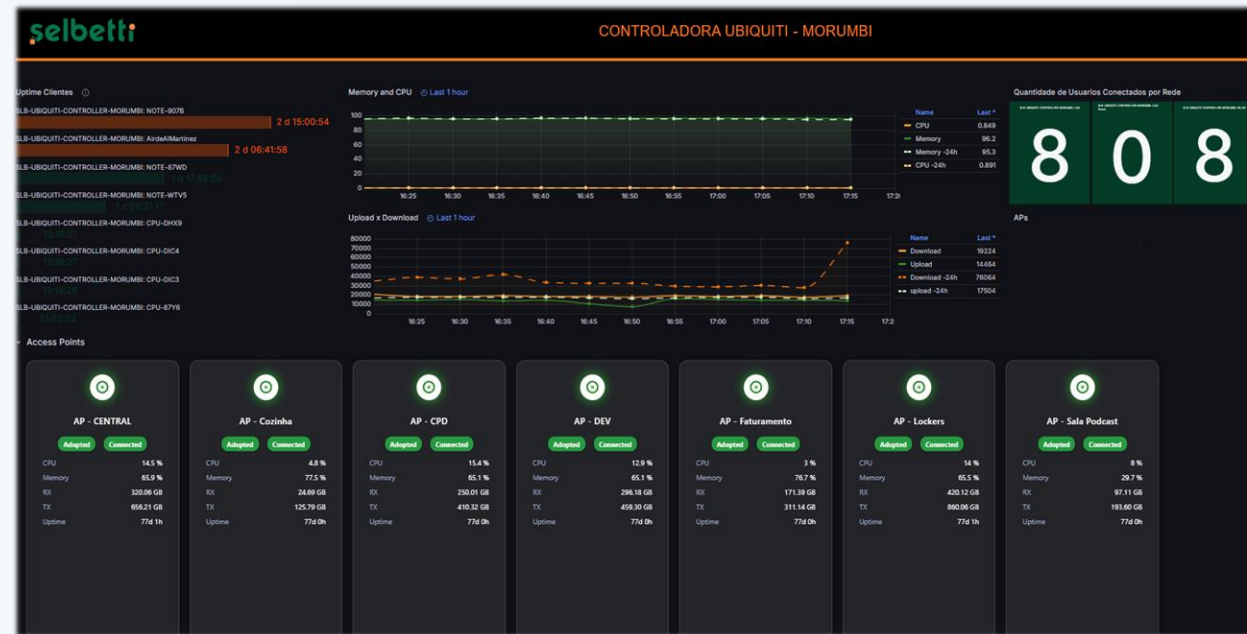 selbetti
CONTROLADORA UBIQUITI - MORUMBI
Uptime Clientes
SLB-UBIQUITI-CONTROLLER-MORUMBI: NOTE-907B
2 d 15:00:54
SLB-UBIQUITI-CONTROLLER-MORUMBI: AirdeAlMartinez
2 d 06:41:58
SLB-UBIQUITI-CONTROLLER-MORUMBI: NOTE-87WD
SLB-UBIQUITI-CONTROLLER-MORUMBI: NOTE-WTV5
SLB-UBIQUITI-CONTROLLER-MORUMBI: CPU-DHX9
SLB-UBIQUITI-CONTROLLER-MORUMBI: CPU-DIC4
SLB-UBIQUITI-CONTROLLER-MORUMBI: CPU-DIC3
SLB-UBIQUITI-CONTROLLER-MORUMBI: CPU-87Y6
Memory and CPU Last 1 hour
100
80
60
40
20
0
16:25 16:30 16:35 16:40 16:45 16:50 16:55 17:00 17:05 17:10 17:15 17:2
Name Last *
CPU 0.849
Memory 96.2
Memory -24h 95.3
CPU -24h 0.891
Upload x Download Last 1 hour
80000
70000
60000
50000
40000
30000
20000
10000
0
16:25 16:30 16:35 16:40 16:45 16:50 16:55 17:00 17:05 17:10 17:15 17:2
Name Last *
Download 19224
Upload 14464
Download -24h 76064
upload -24h 17504
Quantidade de Usuarios Conectados por Rede
8 0 8
APs
Access Points
AP - CENTRAL
Adopted Connected
CPU 14.5 %
Memory 65.9 %
RX 320.06 GB
TX 656.21 GB
Uptime 77d 1h
AP - Cozinha
Adopted Connected
CPU 4.8 %
Memory 77.5 %
RX 24.69 GB
TX 125.79 GB
Uptime 77d 0h
AP - CPD
Adopted Connected
CPU 15.4 %
Memory 65.1 %
RX 250.01 GB
TX 410.32 GB
Uptime 77d 0h
AP - DEV
Adopted Connected
CPU 12.9 %
Memory 65.1 %
RX 296.18 GB
TX 459.30 GB
Uptime 77d 0h
AP - Faturamento
Adopted Connected
CPU 3 %
Memory 76.7 %
RX 171.39 GB
TX 311.14 GB
Uptime 77d 0h
AP - Lockers
Adopted Connected
CPU 14 %
Memory 65.5 %
RX 420.12 GB
TX 860.06 GB
Uptime 77d 1h
AP - Sala Podcast
Adopted Connected
CPU 8 %
Memory 29.7 %
RX 97.11 GB
TX 193.60 GB
Uptime 77d 0h